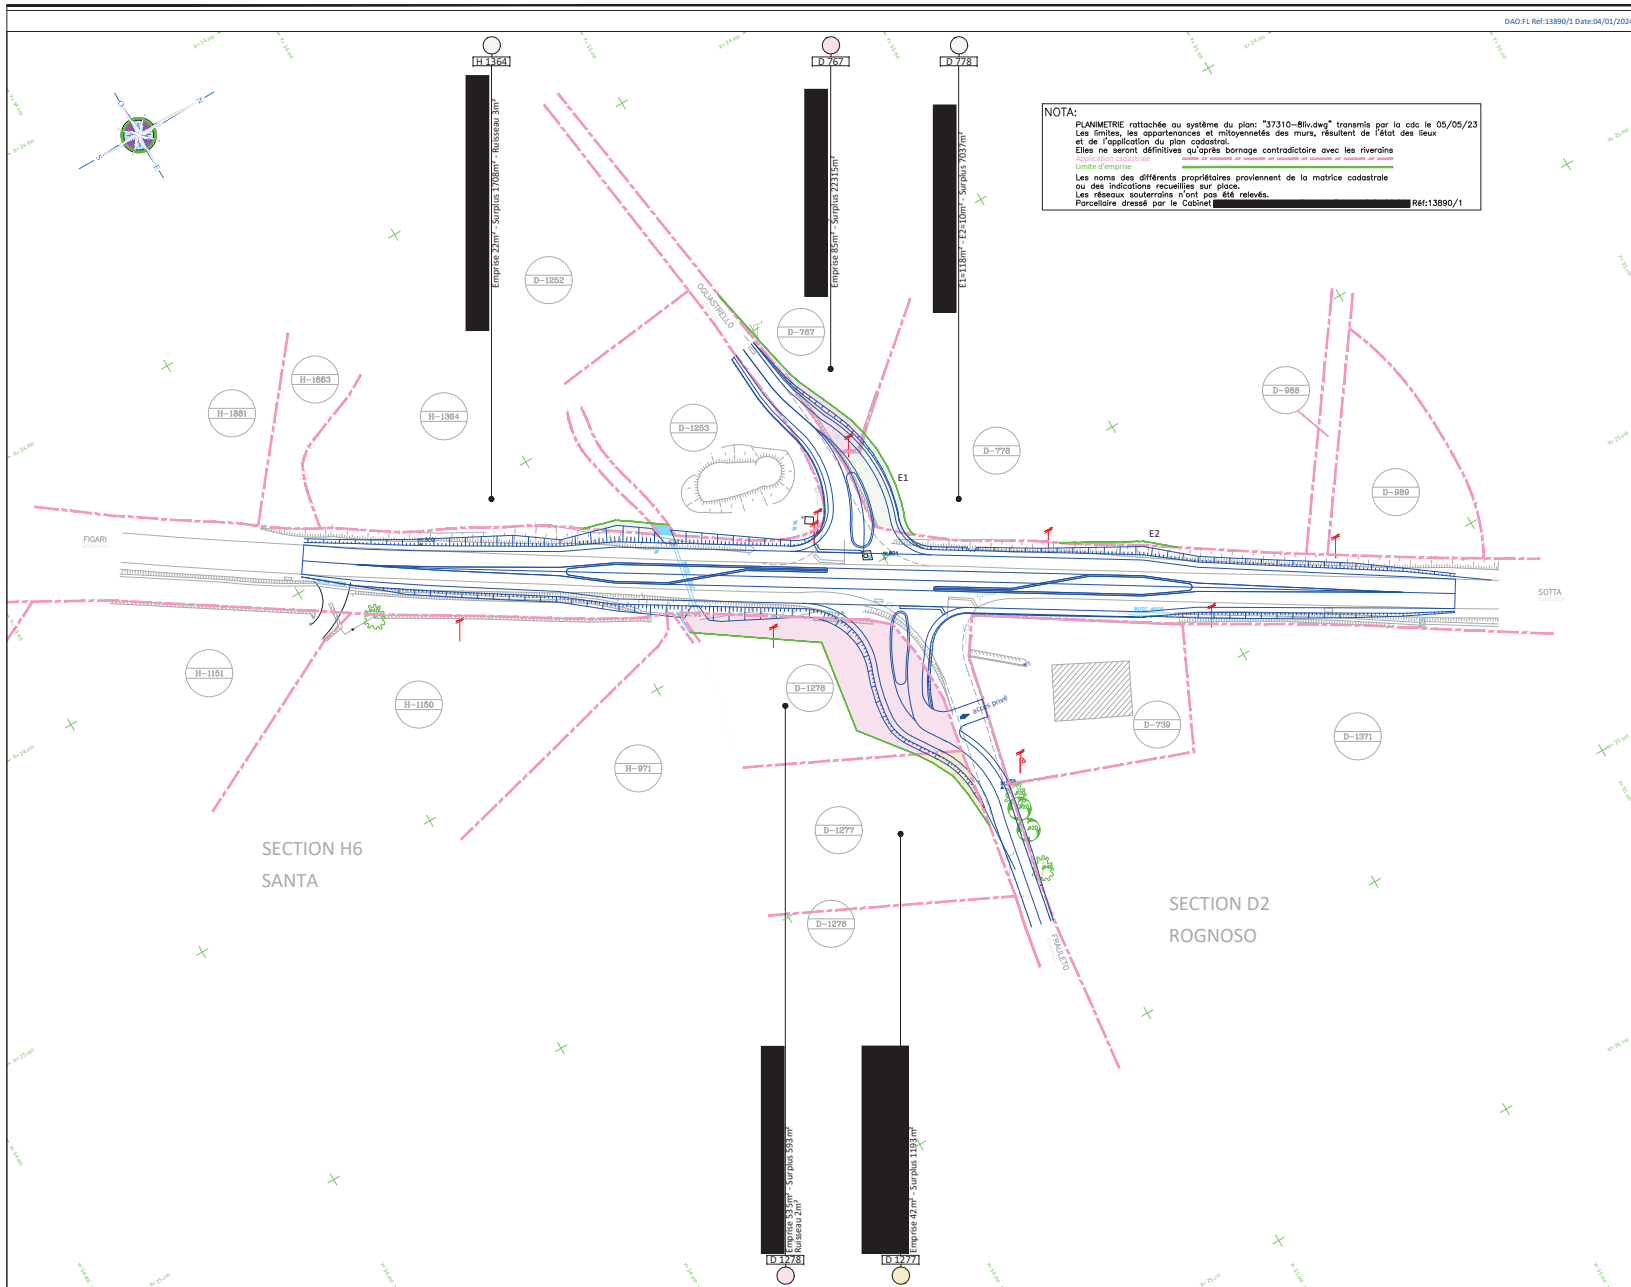 DAO:FL Réf:13890/1 Date:04/01/2024
H 1364
D 767
D 778
Emprise 22m² - Surplus 1708m² - Ruisseau 3m²
Emprise 85m² - Surplus 22315m²
E1=118m² - E2=10m² - Surplus 7037m²
NOTA:
PLANIMETRIE rattachée au système du plan: "37310-8liv.dwg" transmis par la cdc le 05/05/23
Les limites, les appartenances et mitoyennetés des murs, résultent de l'état des lieux
et de l'application du plan cadastral.
Elles ne seront définitives qu'après bornage contradictoire avec les riverains
Application cadastrale
Limite d'emprise
Les noms des différents propriétaires proviennent de la matrice cadastrale
ou des indications recueillies sur place.
Les réseaux souterrains n'ont pas été relevés.
Parcellaire dressé par le Cabinet
Réf:13890/1
O
N
S
E
D-1252
OGLIASTRELLO
D-767
H-1883
H-1881
H-1364
D-1253
D-778
D-988
D-989
E1
E2
FIGARI
SOTTA
H-1151
H-1150
D-1278
accès privé
D-739
D-1371
H-971
D-1277
D-1276
FRAULETO
SECTION H6
SANTA
SECTION D2
ROGNOSO
Emprise 535m² - Surplus 593m²
Ruisseau 2m²
Emprise 42m² - Surplus 1193m²
D 1278
D 1277